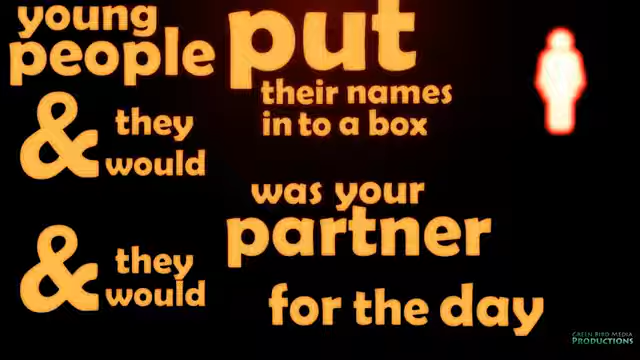 young
people put
their names
in to a box
& they
would
was your
partner
& they
would
for the day
GREEN BIRD MEDIA
PRODUCTIONS